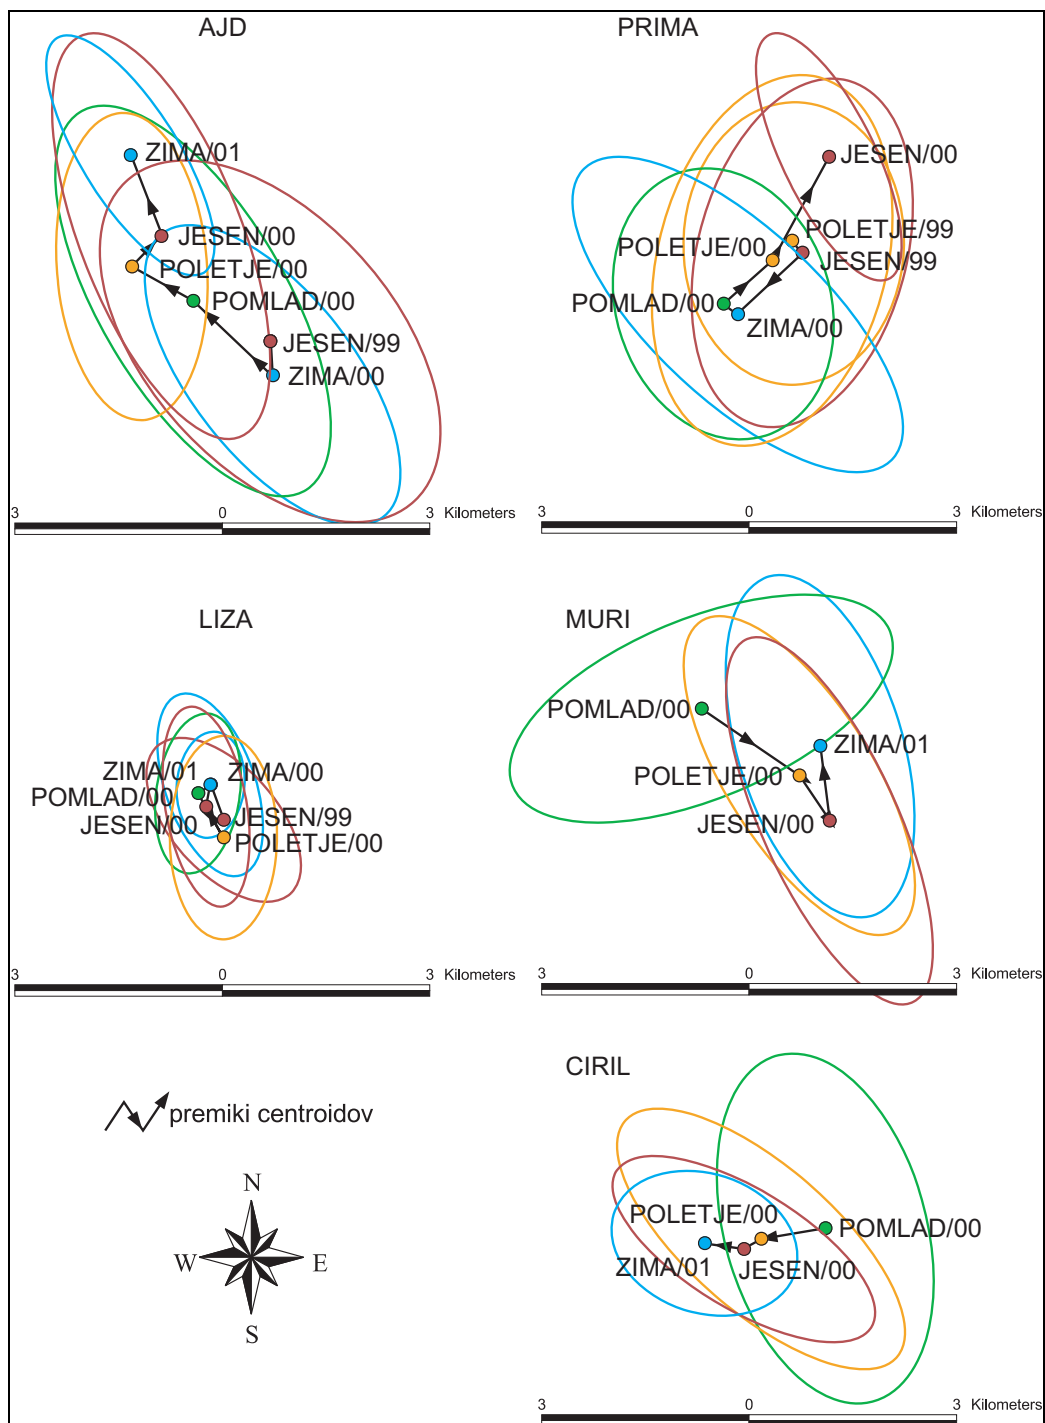 AJD
PRIMA
ZIMA/01
JESEN/00
POLETJE/00
POMLAD/00
JESEN/99
ZIMA/00
JESEN/00
POLETJE/99
POLETJE/00
JESEN/99
POMLAD/00
ZIMA/00
3 0 3 Kilometers
3 0 3 Kilometers
LIZA
MURI
ZIMA/01
ZIMA/00
POMLAD/00
JESEN/00
JESEN/99
POLETJE/00
POMLAD/00
ZIMA/01
POLETJE/00
JESEN/00
3 0 3 Kilometers
3 0 3 Kilometers
CIRIL
premiki centroidov
N
W E
S
POLETJE/00
POMLAD/00
ZIMA/01
JESEN/00
3 0 3 Kilometers